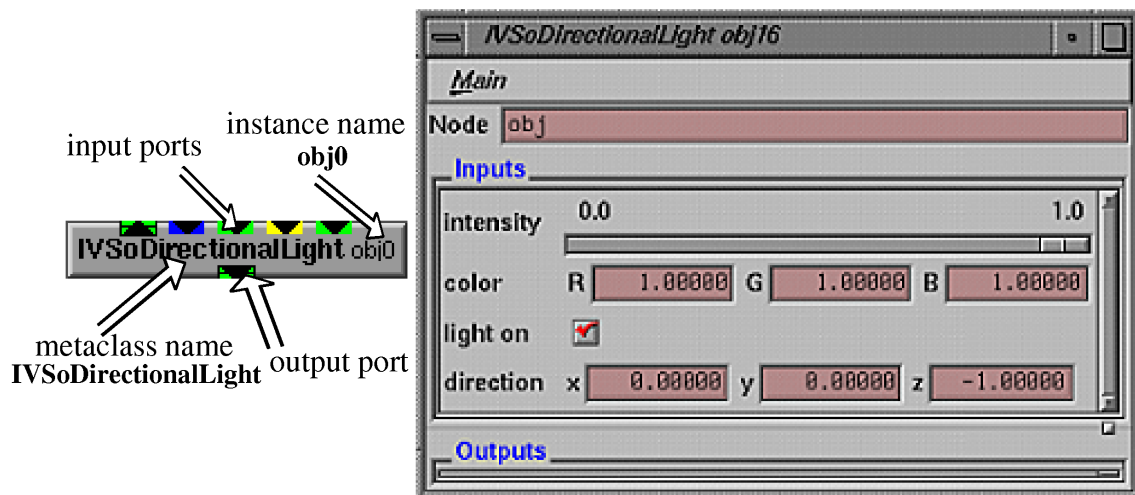 input ports
instance name
obj0
IVSoDirectionalLight obj0
metaclass name
IVSoDirectionalLight
output port
IVSoDirectionalLight obj16
Main
Node obj
Inputs
intensity 0.0 1.0
color R 1.00000 G 1.00000 B 1.00000
light on
direction x 0.00000 y 0.00000 z -1.00000
Outputs